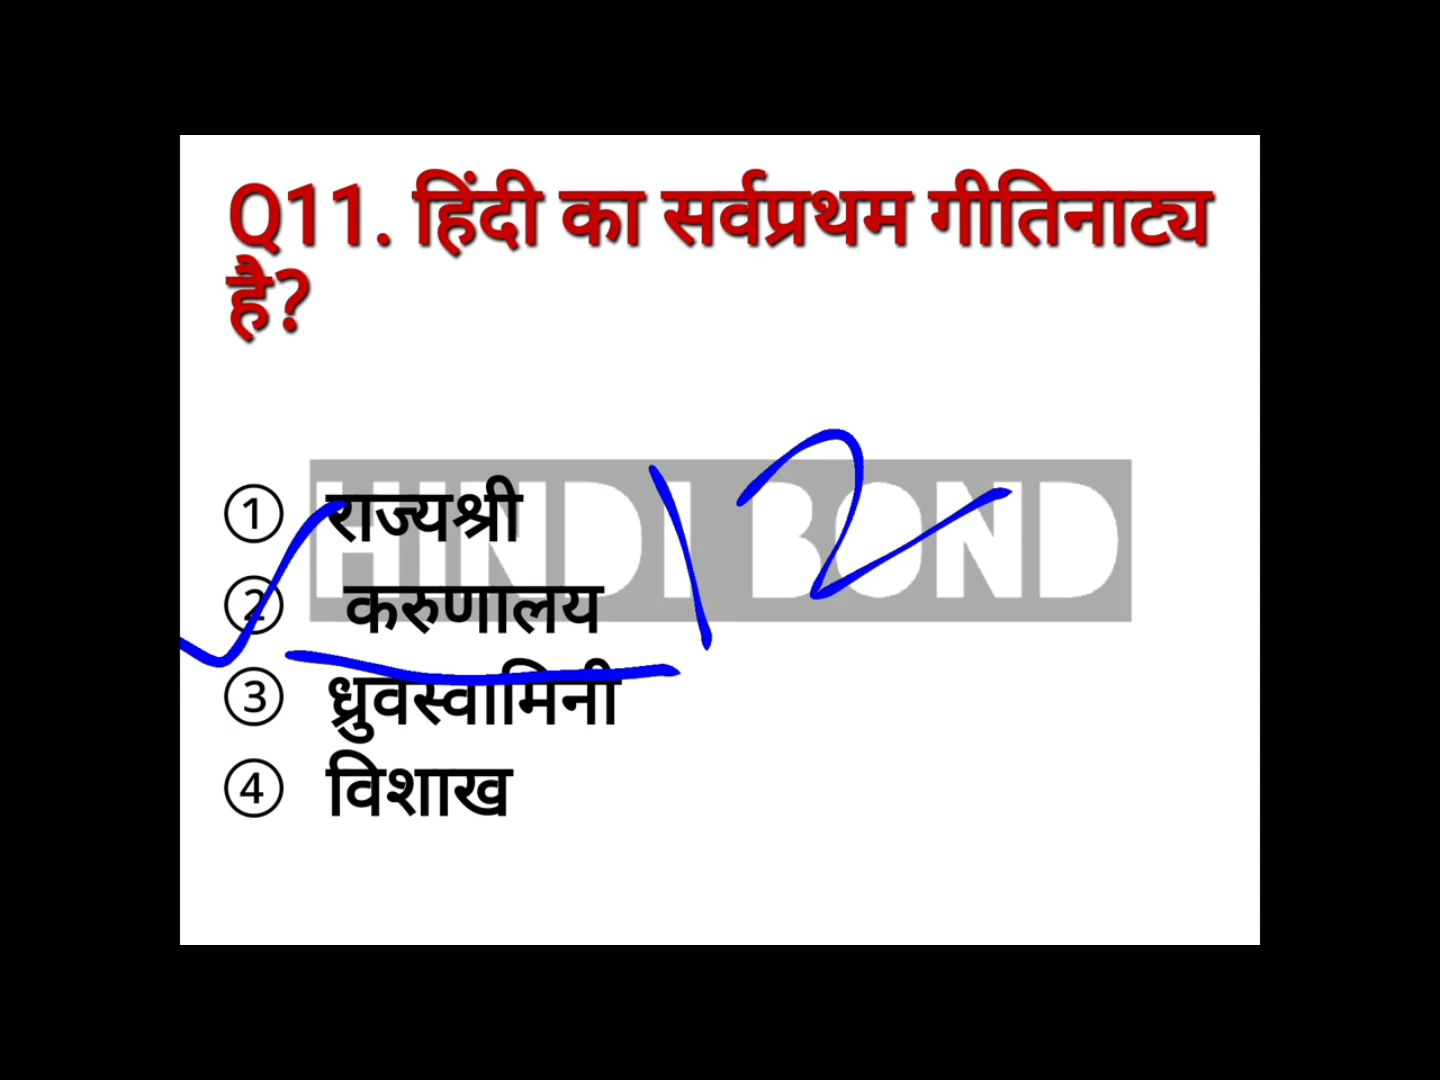 Q11. हिंदी का सर्वप्रथम गीतिनाट्य
है?
HINDI BOND
① राज्यश्री
② करुणालय
12
③ ध्रुवस्वामिनी
④ विशाख